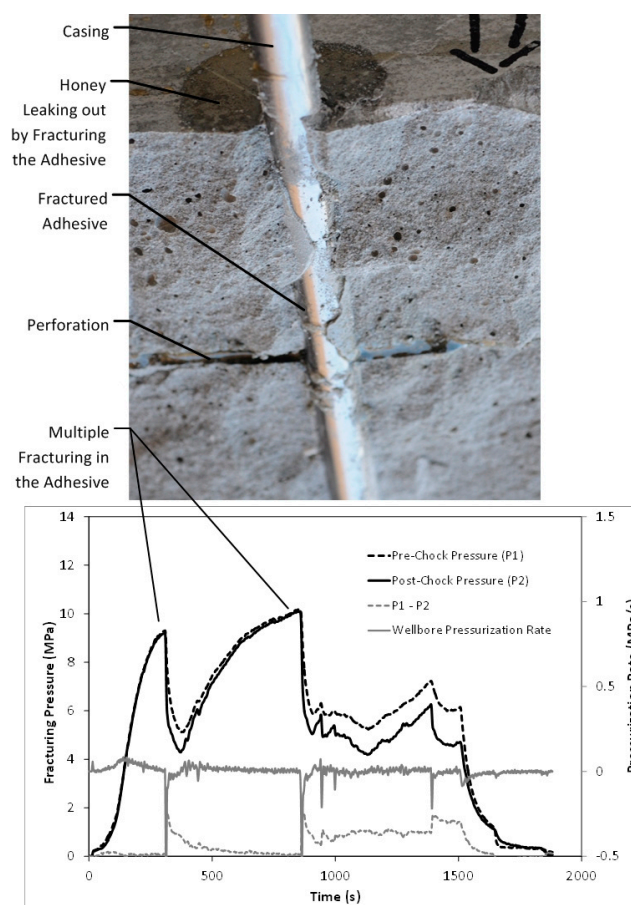 Casing
Honey
Leaking out
by Fracturing
the Adhesive
Fractured
Adhesive
Perforation
Multiple
Fracturing in
the Adhesive
14
12
10
8
6
4
2
0
Fracturing Pressure (MPa)
Pre-Chock Pressure (P1)
Post-Chock Pressure (P2)
P1 - P2
Wellbore Pressurization Rate
1.5
1
0.5
0
-0.5
0
500
1000
1500
2000
Time (s)